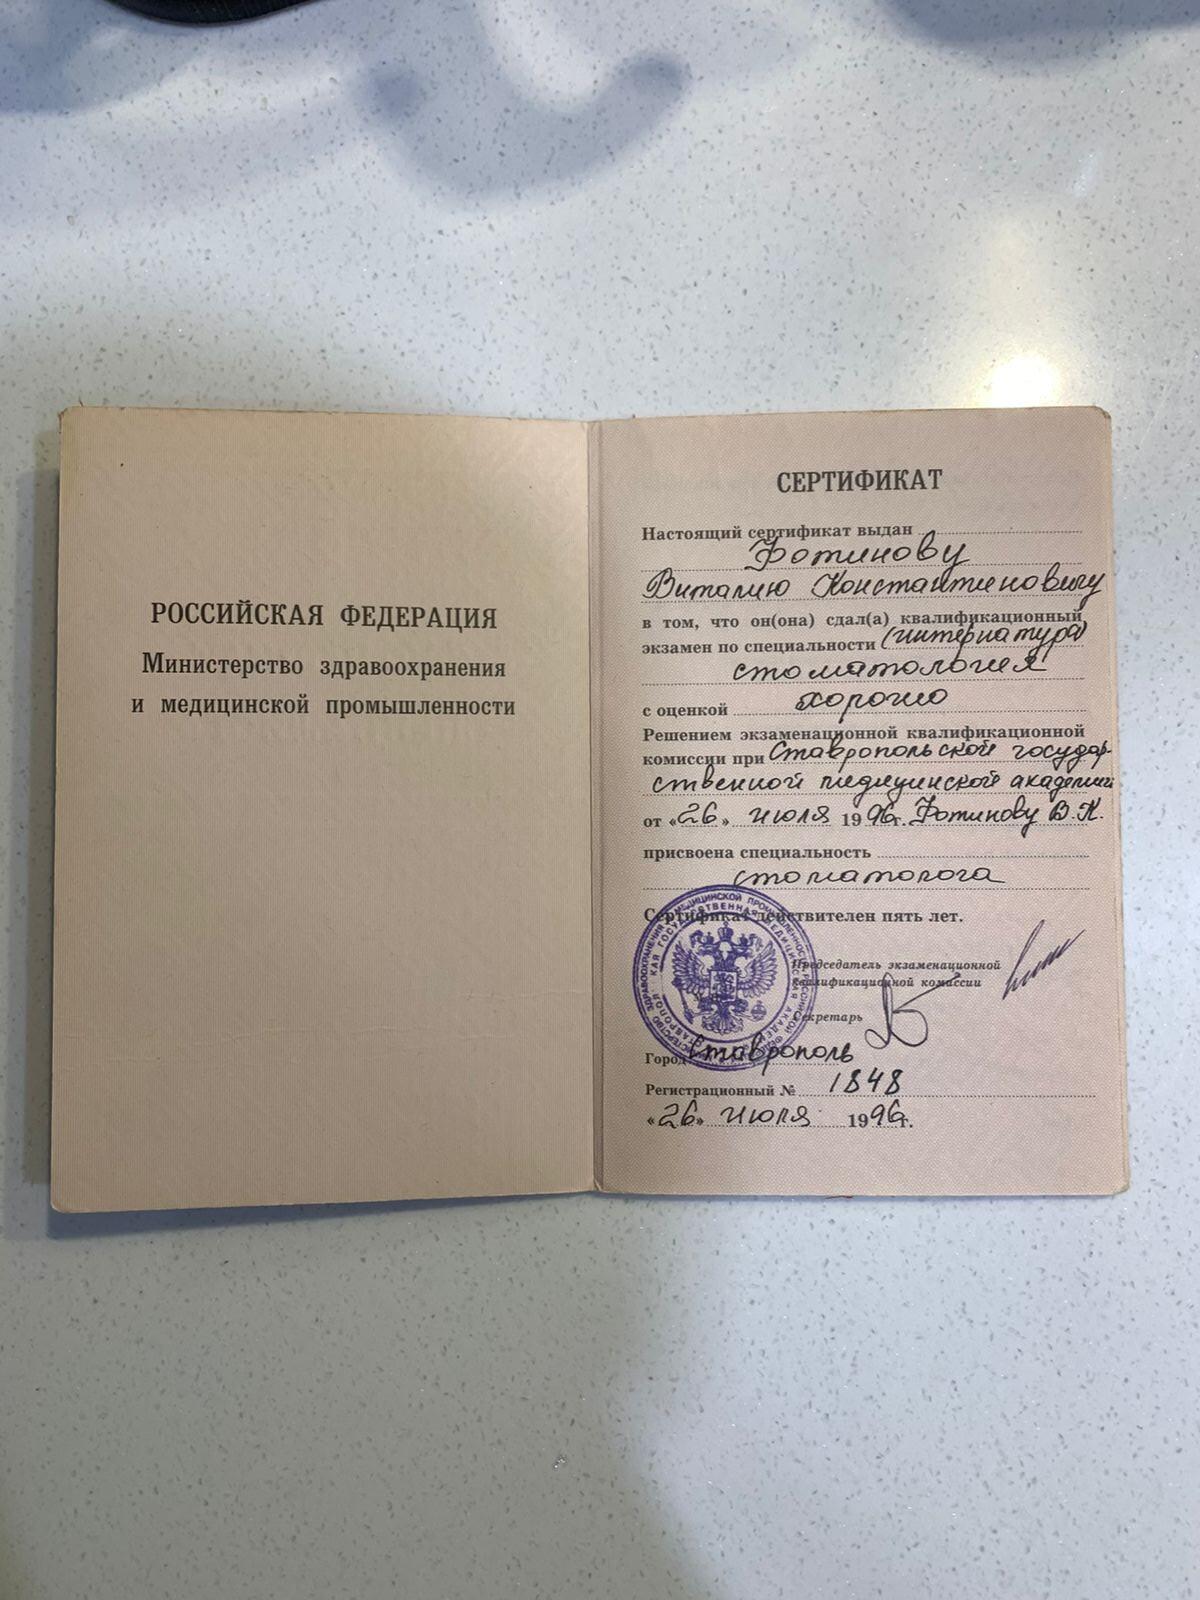 РОССИЙСКАЯ ФЕДЕРАЦИЯ
Министерство здравоохранения
и медицинской промышленности
СЕРТИФИКАТ
Настоящий сертификат выдан
Фотинову
Виталию Константиновичу
в том, что он(она) сдал(а) квалификационный
экзамен по специальности (интернатура)
стоматология
с оценкой хорошо
Решением экзаменационной квалификационной
комиссии при Ставропольской государ-
ственной медицинской академии
от «26» июля 1996г. Фотинову В.К.
присвоена специальность
стоматолога
Сертификат действителен пять лет.
Председатель экзаменационной
квалификационной комиссии
Секретарь
Город Ставрополь
Регистрационный № 1848
«26» июля 1996г.